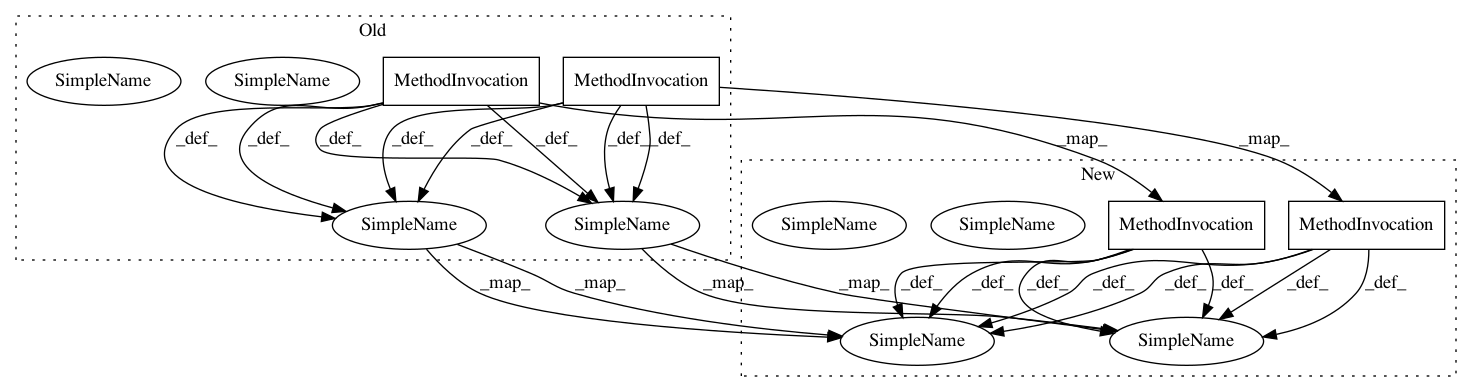 Old
SimpleName
SimpleName
MethodInvocation
MethodInvocation
_def_
_def_
_def_
_def_
_def_
_def_
_def_
_def_
_map_
_map_
New
SimpleName
SimpleName
SimpleName
SimpleName
MethodInvocation
MethodInvocation
_map_
_map_
_map_
_map_
_def_
_def_
_def_
_def_
_def_
_def_
_def_
_def_
SimpleName
SimpleName